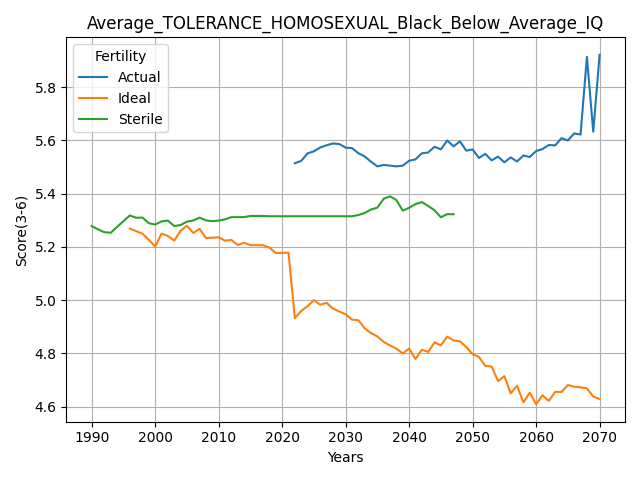 Average_TOLERANCE_HOMOSEXUAL_Black_Below_Average_IQ
Fertility
Actual
Ideal
Sterile
Score(3-6)
5.8
5.6
5.4
5.2
5.0
4.8
4.6
1990 2000 2010 2020 2030 2040 2050 2060 2070
Years